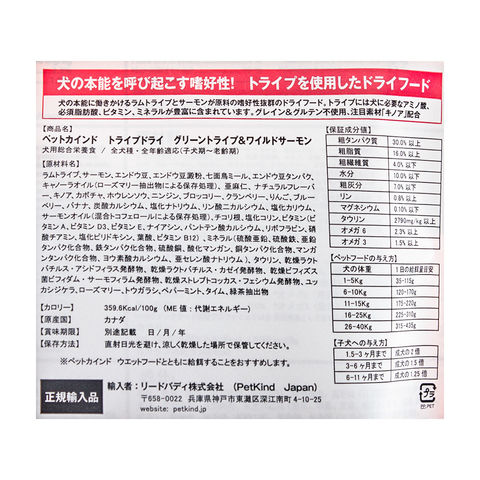 犬の本能を呼び起こす嗜好性! トライプを使用したドライフード
犬の本能に働きかけるラムトライプとサーモンが原料の嗜好性抜群のドライフード。トライプには犬に必要なアミノ酸、
必須脂肪酸、ビタミン、ミネラルが豊富に含まれています。グレイン&グルテン不使用、注目素材「キノア」配合
【商品名】
ペットカインド トライプドライ グリーントライプ&ワイルドサーモン
犬用総合栄養食 / 全犬種・全年齢適応(子犬期~老齢期)
【原材料名】
ラムトライプ、サーモン、エンドウ豆、エンドウ豆澱粉、七面鳥ミール、エンドウ豆タンパク、
キャノーラオイル(ローズマリー抽出物による保存処理)、亜麻仁、ナチュラルフレーバー、
キノア、カボチャ、ホウレンソウ、ニンジン、ブロッコリー、クランベリー、りんご、ブルーベリー、
バナナ、炭酸カルシウム、塩化ナトリウム、リン酸二カルシウム、塩化カリウム、
サーモンオイル(混合トコフェロールによる保存処理)、チコリ根、塩化コリン、ビタミン(ビ
タミンA、ビタミンD3、ビタミンE、ナイアシン、パントテン酸カルシウム、リボフラビン、硝
酸チアミン、塩化ピリドキシン、葉酸、ビタミンB12)、ミネラル(硫酸亜鉛、硫酸鉄、亜鉛
タンパク化合物、鉄タンパク化合物、硫酸銅、酸化マンガン、銅タンパク化合物、マンガ
ンタンパク化合物、ヨウ素酸カルシウム、亜セレン酸ナトリウム)、タウリン、乾燥ラクト
バチルス・アシドフィラス発酵物、乾燥ラクトバチルス・カゼイ発酵物、乾燥ビフィズス
菌ビフィダム・サーモフィラム発酵物、乾燥ストレプトコッカス・フェシウム発酵物、ユッ
カシジゲラ、ローズマリー、トウガラシ、ペパーミント、タイム、緑茶抽出物
【カロリー】 359.6Kcal/100g (ME値:代謝エネルギー)
【原産国】 カナダ
【賞味期限】 別途記載 日/月/年
【保存方法】 直射日光を避け、涼しく乾燥した場所で保管してください。
※ペットカインド ウエットフードとともに給餌することをおすすめします。
【保証成分値】
粗タンパク質 30.0%以上
粗脂質 16.0%以上
粗繊維質 4.0%以下
水分 10.0%以下
粗灰分 7.0%以下
リン 1.0%以下
マグネシウム 0.10%以下
タウリン 2790mg/kg以上
オメガ6 2.3%以上
オメガ3 1.5%以上
【ペットフードの与え方】
犬の体重 1日の給餌量目安
1-5Kg 35-115g
6-10Kg 120-170g
11-15Kg 175-220g
16-25Kg 225-310g
26-40Kg 315-435g
【子犬への与え方】
1.5-3ヶ月まで 成犬の2倍
3-6ヶ月まで 成犬の1.5倍
6-11ヶ月まで 成犬の1.25倍
正規輸入品
輸入者:リードバディ株式会社 (PetKind Japan)
〒658-0022 兵庫県神戸市東灘区深江南町4-10-25
website: petkind.jp
プラ
袋:PET